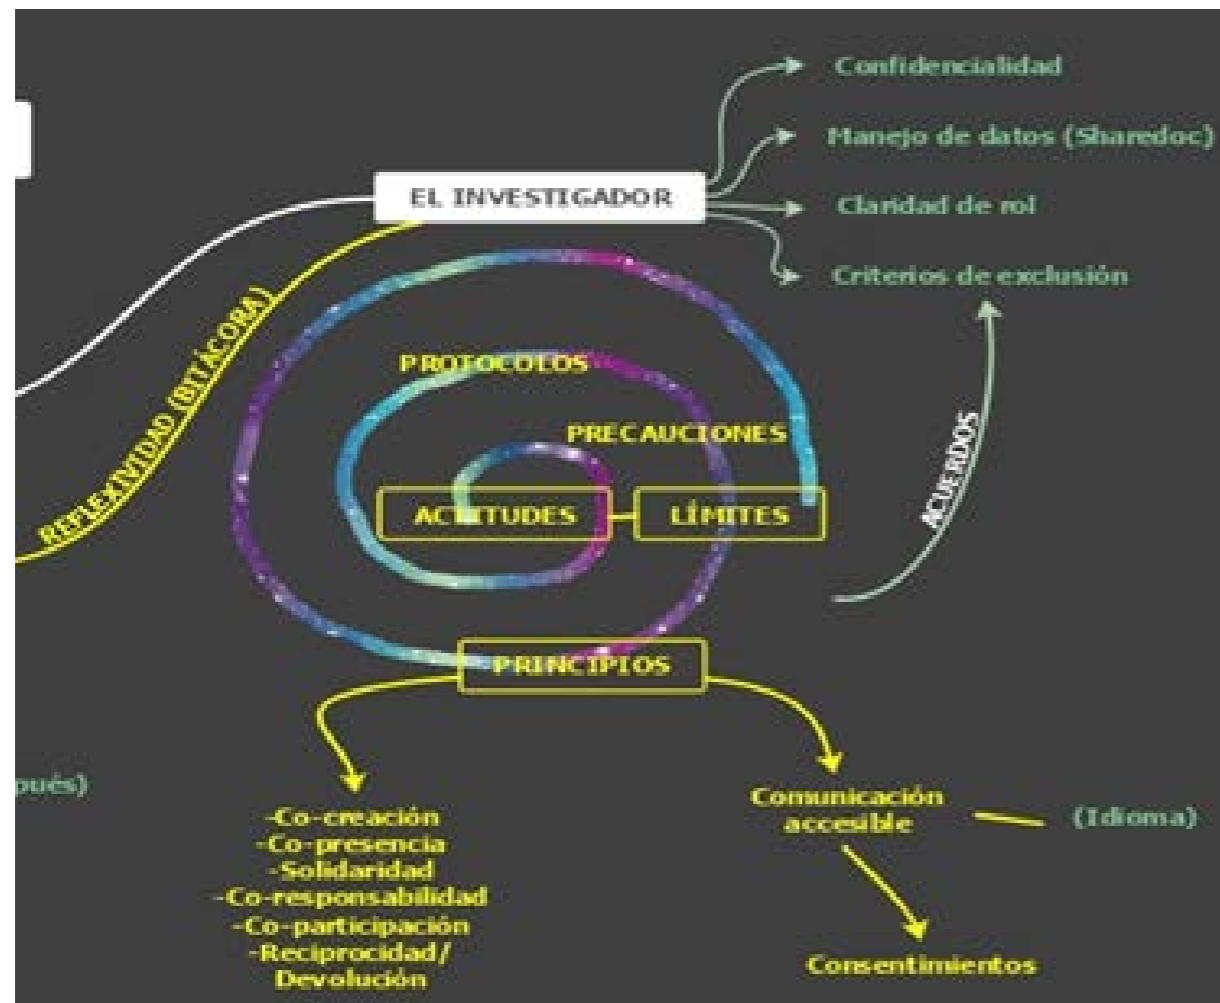 Confidencialidad
Manejo de datos (Sharedoc)
EL INVESTIGADOR
Claridad de rol
Criterios de exclusión
REFLEXIVIDAD (BITÁCORA)
PROTOCOLOS
PRECAUCIONES
ACTITUDES
LÍMITES
ACUERDOS
PRINCIPIOS
pués)
-Co-creación
-Co-presencia
-Solidaridad
-Co-responsabilidad
-Co-participación
-Reciprocidad/
Devolución
Comunicación
accesible
(Idioma)
Consentimientos